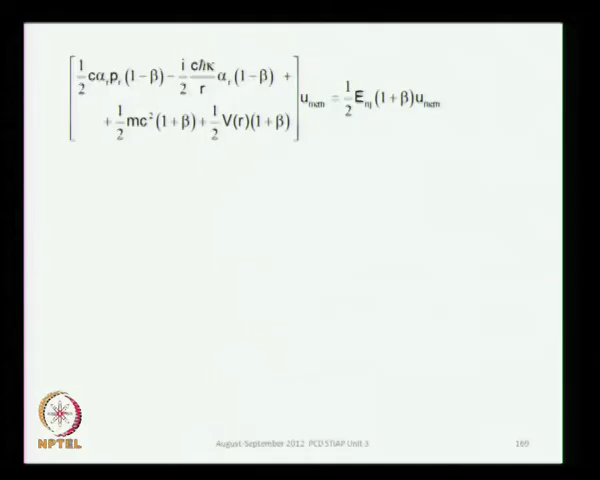 [ 1/2 cα_r p_r (1 − β) − i/2 cħκ/r α_r (1 − β) +
+ 1/2 mc² (1 + β) + 1/2 V(r)(1 + β) ] u_nκm = 1/2 E_nj (1 + β) u_nκm
NPTEL
August-September 2012 PCD STiAP Unit 3
169